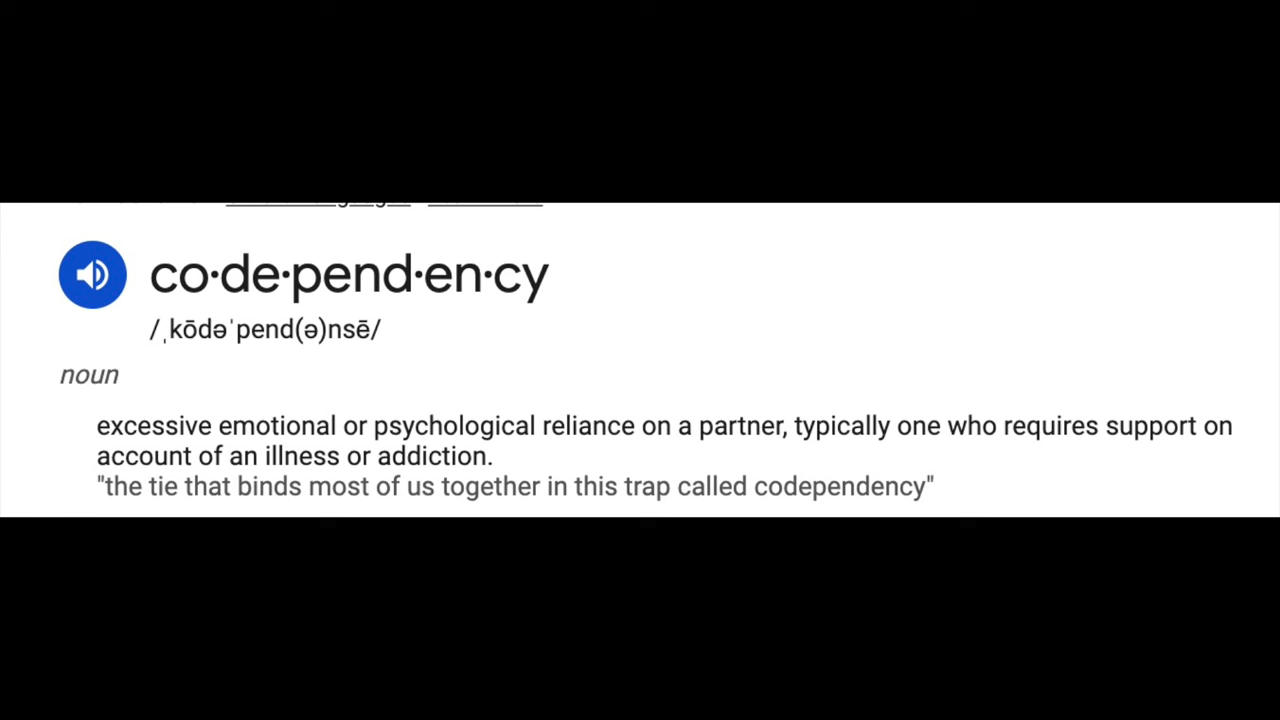 co·de·pend·en·cy
/ˌkōdəˈpend(ə)nsē/
noun
excessive emotional or psychological reliance on a partner, typically one who requires support on
account of an illness or addiction.
"the tie that binds most of us together in this trap called codependency"